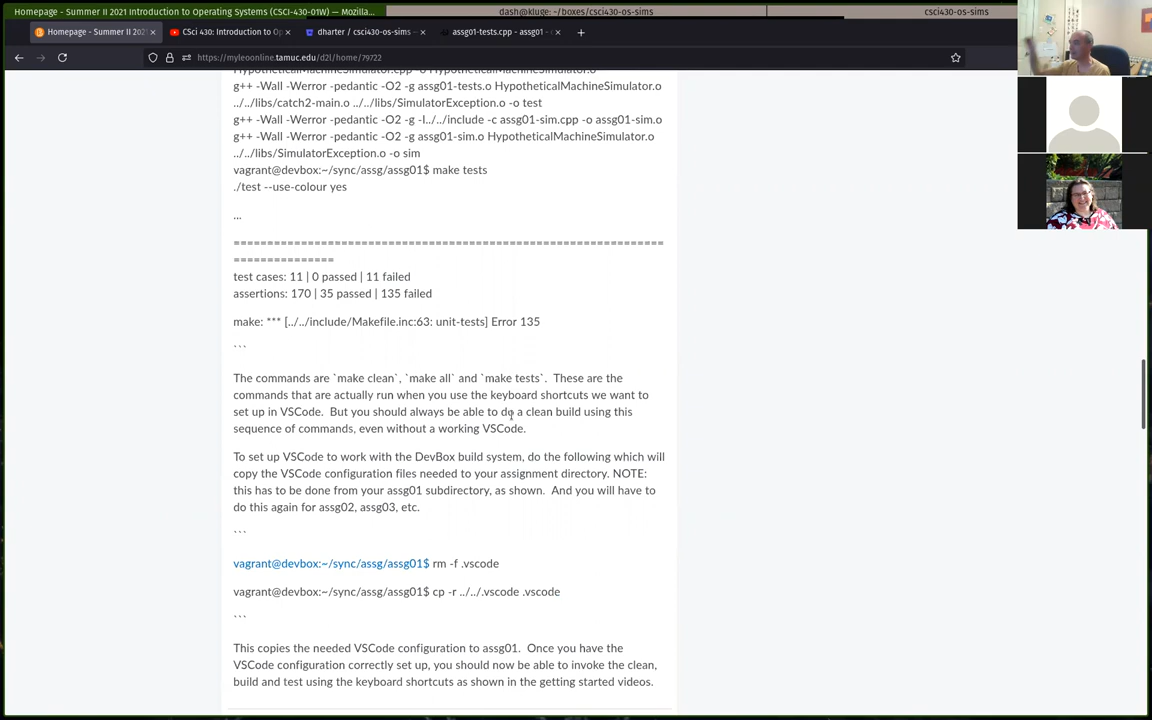 Homepage - Summer II 2021 Introduction to Operating Systems (CSCI-430-01W) — Mozilla...
dash@kluge: ~/boxes/csci430-os-sims
csci430-os-sims
Homepage - Summer II 202
CSci 430: Introduction to Op
dharter / csci430-os-sims —
assg01-tests.cpp - assg01 -
https://myleoonline.tamuc.edu/d2l/home/79722
HypotheticalMachineSimulator.cpp -o HypotheticalMachineSimulator.o
g++ -Wall -Werror -pedantic -O2 -g assg01-tests.o HypotheticalMachineSimulator.o
../../libs/catch2-main.o ../../libs/SimulatorException.o -o test
g++ -Wall -Werror -pedantic -O2 -g -I../../include -c assg01-sim.cpp -o assg01-sim.o
g++ -Wall -Werror -pedantic -O2 -g assg01-sim.o HypotheticalMachineSimulator.o
../../libs/SimulatorException.o -o sim
vagrant@devbox:~/sync/assg/assg01$ make tests
./test --use-colour yes
...
================================================================
===============
test cases: 11 | 0 passed | 11 failed
assertions: 170 | 35 passed | 135 failed
make: *** [../../include/Makefile.inc:63: unit-tests] Error 135
```
The commands are `make clean`, `make all` and `make tests`.  These are the
commands that are actually run when you use the keyboard shortcuts we want to
set up in VSCode.  But you should always be able to do a clean build using this
sequence of commands, even without a working VSCode.
To set up VSCode to work with the DevBox build system, do the following which will
copy the VSCode configuration files needed to your assignment directory. NOTE:
this has to be done from your assg01 subdirectory, as shown.  And you will have to
do this again for assg02, assg03, etc.
```
vagrant@devbox:~/sync/assg/assg01$ rm -f .vscode
vagrant@devbox:~/sync/assg/assg01$ cp -r ../../.vscode .vscode
```
This copies the needed VSCode configuration to assg01.  Once you have the
VSCode configuration correctly set up, you should now be able to invoke the clean,
build and test using the keyboard shortcuts as shown in the getting started videos.